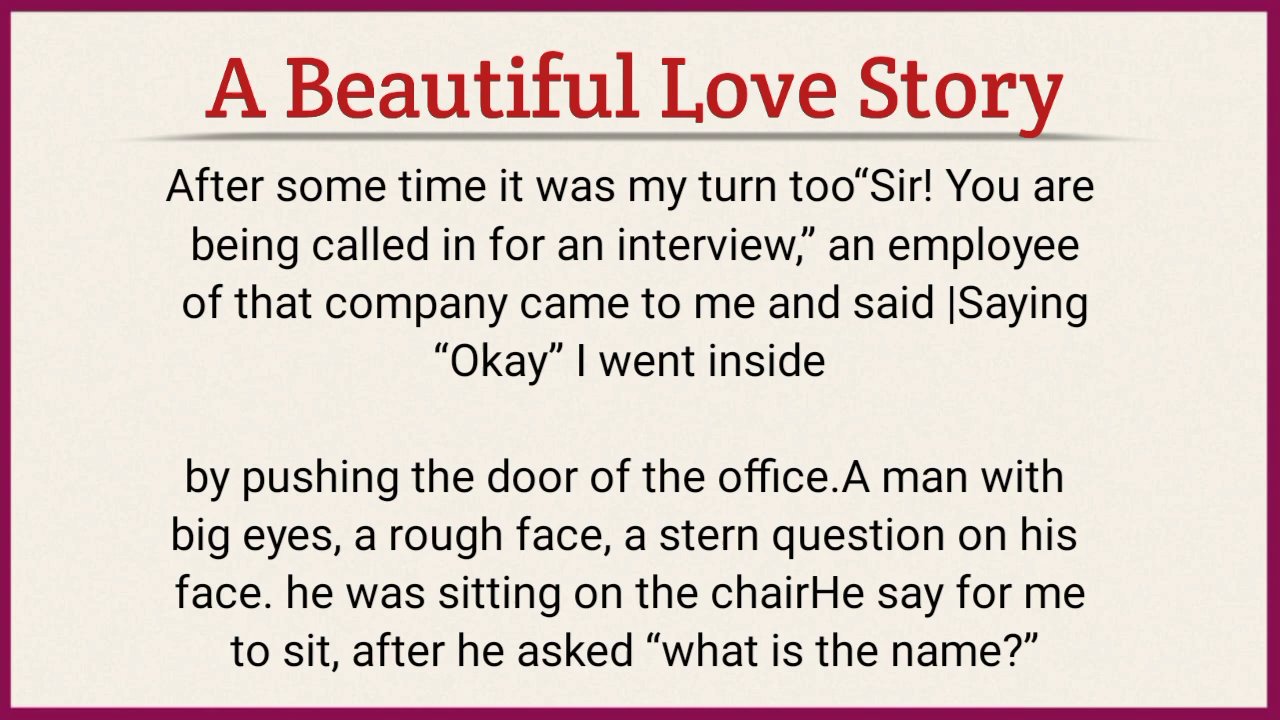 A Beautiful Love Story
After some time it was my turn too“Sir! You are
being called in for an interview,” an employee
of that company came to me and said |Saying
“Okay” I went inside
by pushing the door of the office.A man with
big eyes, a rough face, a stern question on his
face. he was sitting on the chairHe say for me
to sit, after he asked “what is the name?”